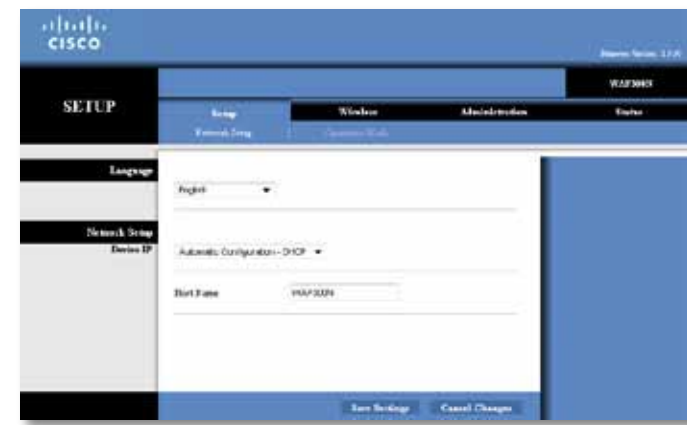 CISCO
WAP300N
SETUP
Setup
Wireless
Administration
Status
Network Setup
Language
English
Network Setup
Device IP
Automatic Configuration - DHCP
Host Name
WAP300N
Save Settings
Cancel Changes